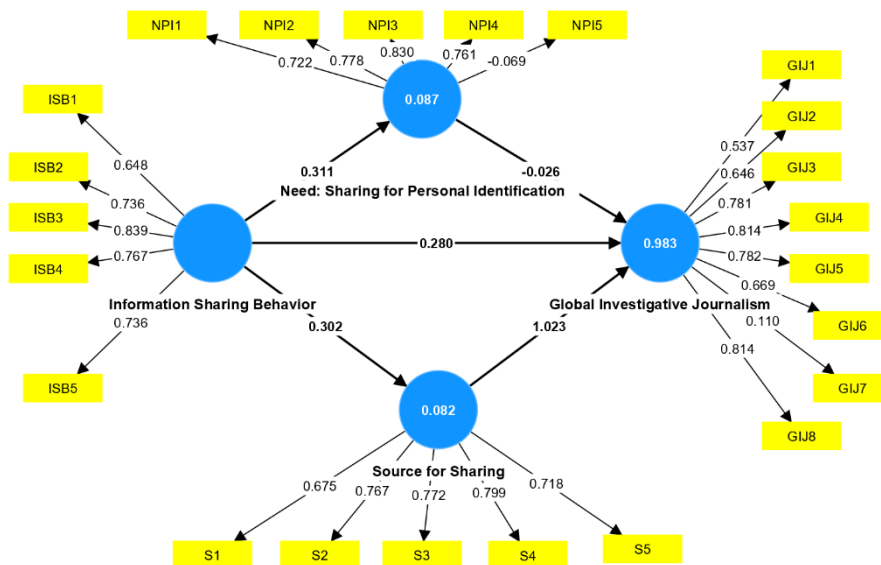 NPI1
NPI2
NPI3
NPI4
NPI5
0.722
0.778
0.830
0.761
-0.069
GIJ1
GIJ2
GIJ3
GIJ4
GIJ5
GIJ6
GIJ7
GIJ8
0.537
0.646
0.781
0.814
0.782
0.669
0.110
0.814
ISB1
ISB2
ISB3
ISB4
ISB5
0.648
0.736
0.839
0.767
0.736
0.087
0.311
-0.026
Need: Sharing for Personal Identification
0.280
0.983
Information Sharing Behavior
Global Investigative Journalism
0.302
1.023
0.082
Source for Sharing
0.675
0.767
0.772
0.799
0.718
S1
S2
S3
S4
S5